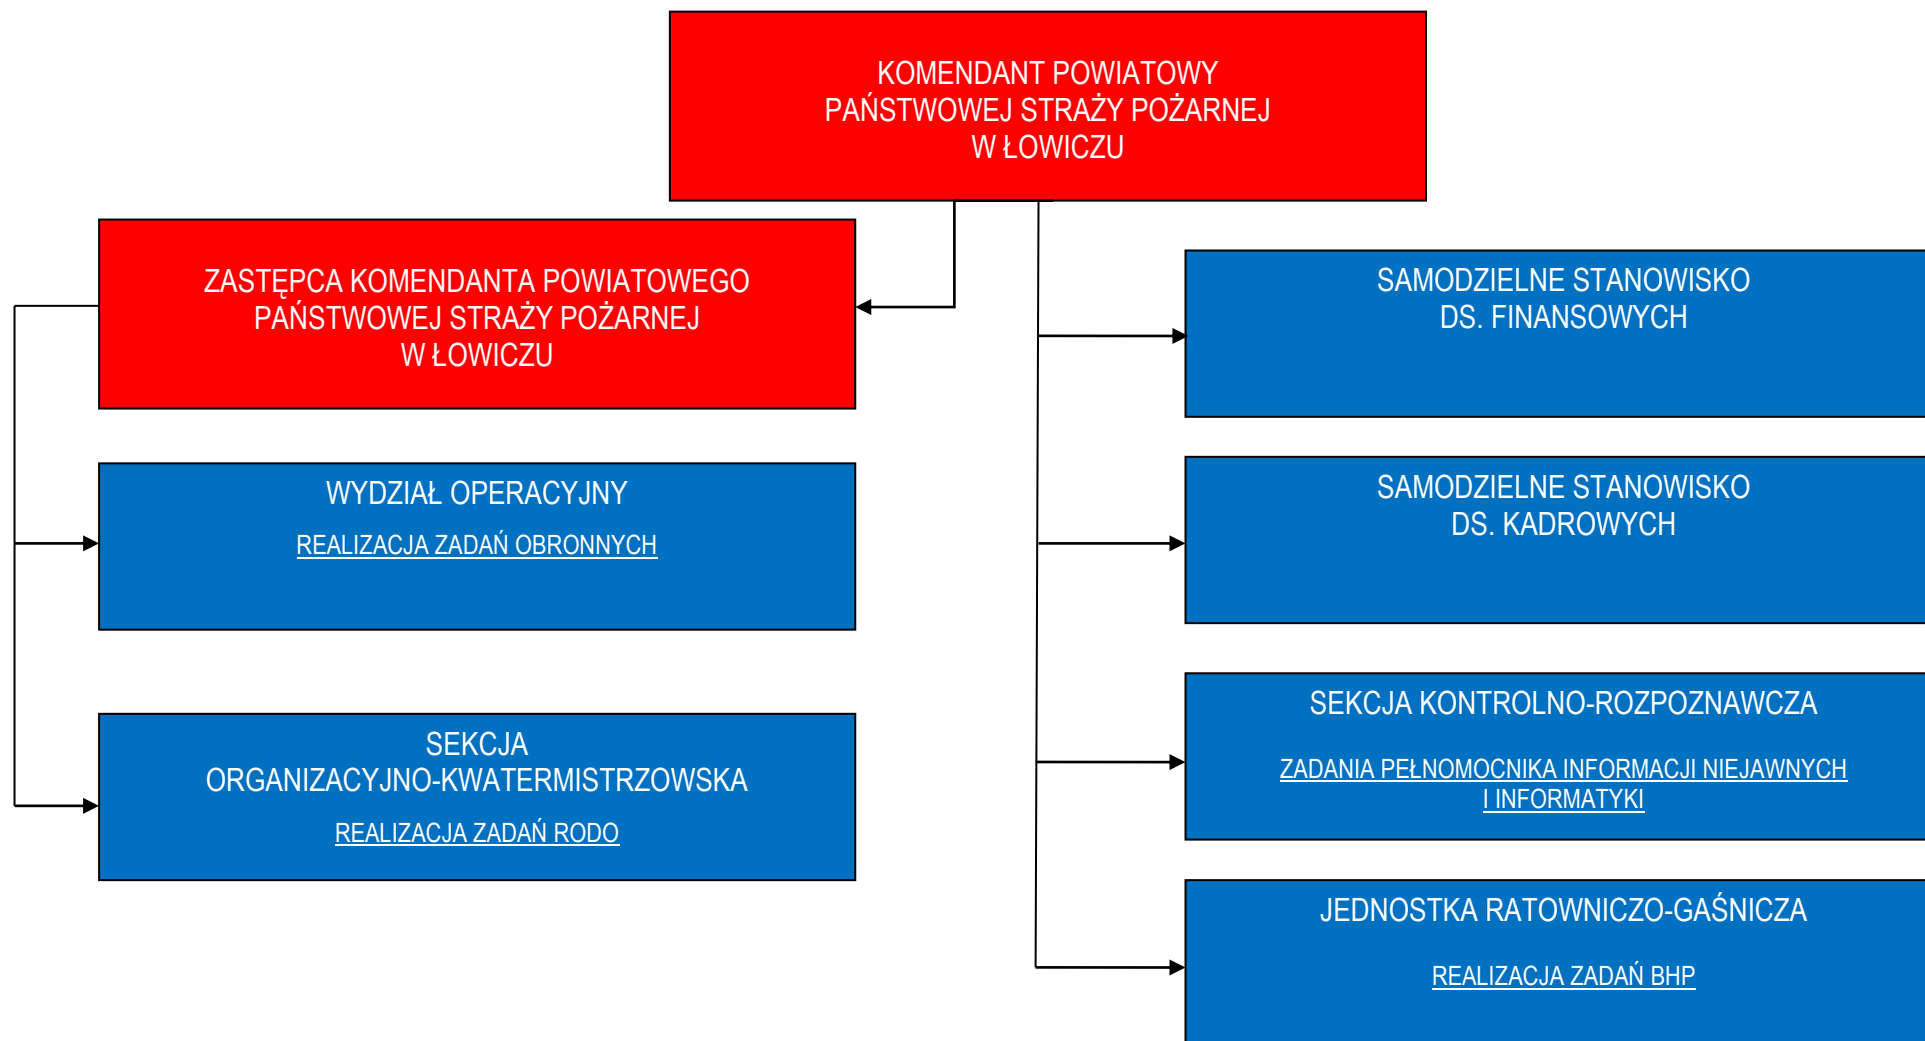 KOMENDANT POWIATOWY
PAŃSTWOWEJ STRAŻY POŻARNEJ
W ŁOWICZU
ZASTĘPCA KOMENDANTA POWIATOWEGO
PAŃSTWOWEJ STRAŻY POŻARNEJ
W ŁOWICZU
WYDZIAŁ OPERACYJNY
REALIZACJA ZADAŃ OBRONNYCH
SEKCJA
ORGANIZACYJNO-KWATERMISTRZOWSKA
REALIZACJA ZADAŃ RODO
SAMODZIELNE STANOWISKO
DS. FINANSOWYCH
SAMODZIELNE STANOWISKO
DS. KADROWYCH
SEKCJA KONTROLNO-ROZPOZNAWCZA
ZADANIA PEŁNOMOCNIKA INFORMACJI NIEJAWNYCH
I INFORMATYKI
JEDNOSTKA RATOWNICZO-GAŚNICZA
REALIZACJA ZADAŃ BHP